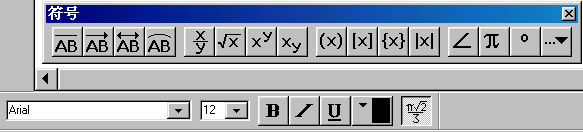 符号
AB AB AB AB x/y √x xʸ xᵧ (x) [x] {x} |x| ∠ π ° ...
Arial 12 B I U π√2/3